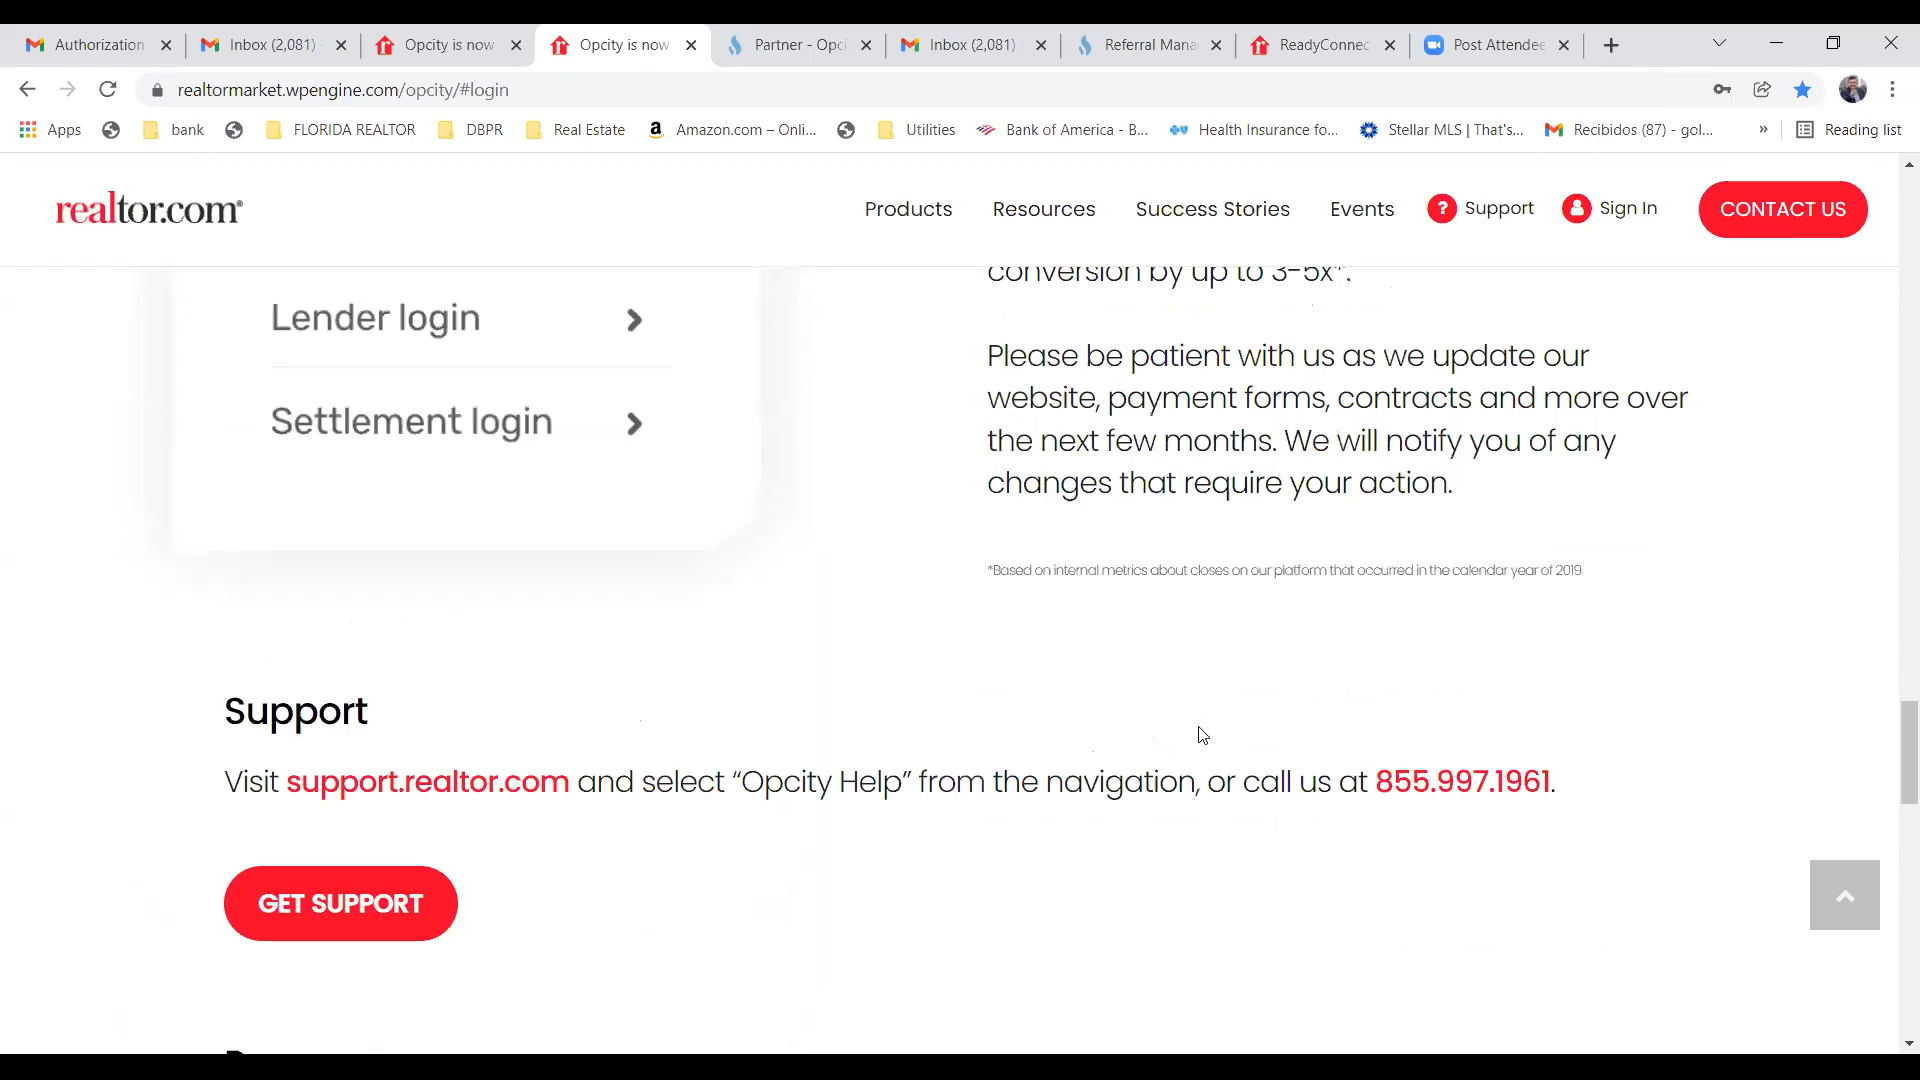 Authorization
Inbox (2,081)
Opcity is now
Opcity is now
Partner - Opci
Inbox (2,081)
Referral Mana
ReadyConnec
Post Attendee
realtormarket.wpengine.com/opcity/#login
Apps
bank
FLORIDA REALTOR
DBPR
Real Estate
Amazon.com – Onli...
Utilities
Bank of America - B...
Health Insurance fo...
Stellar MLS | That's...
Recibidos (87) - gol...
»
Reading list
realtor.com®
Products
Resources
Success Stories
Events
? Support
Sign In
CONTACT US
Lender login
Settlement login
conversion by up to 3-5x*.
Please be patient with us as we update our
website, payment forms, contracts and more over
the next few months. We will notify you of any
changes that require your action.
*Based on internal metrics about closes on our platform that occurred in the calendar year of 2019
Support
Visit support.realtor.com and select “Opcity Help” from the navigation, or call us at 855.997.1961.
GET SUPPORT